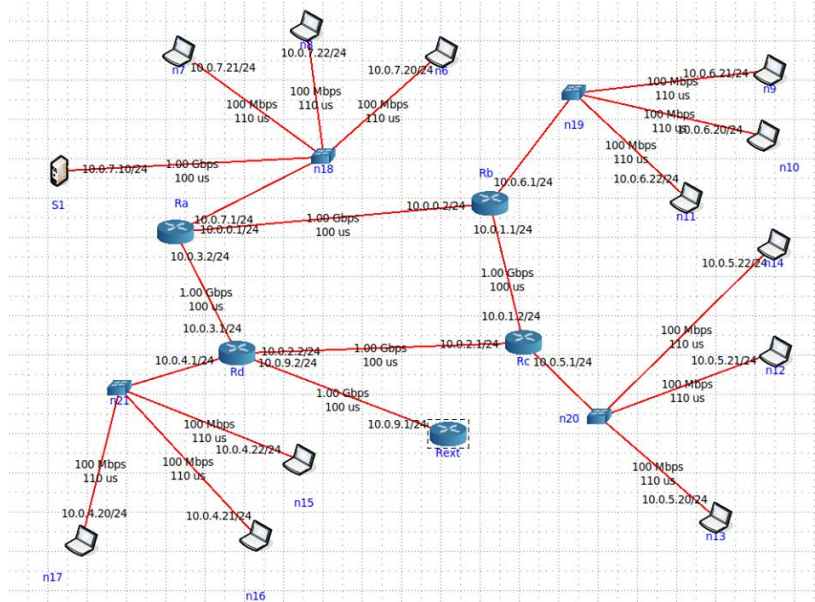 n8
10.0.7.22/24
n7
10.0.7.21/24
10.0.7.20/24
n6
100 Mbps
110 us
100 Mbps
110 us
100 Mbps
110 us
10.0.6.21/24
n9
100 Mbps
110 us
100 Mbps
110 us
10.0.6.20/24
n19
100 Mbps
110 us
n10
10.0.7.10/24
1.00 Gbps
100 us
n18
S1
Rb
10.0.6.1/24
10.0.6.22/24
n11
Ra
10.0.7.1/24
10.0.0.1/24
1.00 Gbps
100 us
10.0.0.2/24
10.0.1.1/24
10.0.3.2/24
10.0.5.22/24
n14
1.00 Gbps
100 us
1.00 Gbps
100 us
10.0.1.2/24
10.0.3.1/24
100 Mbps
110 us
10.0.4.1/24
10.0.2.2/24
10.0.9.2/24
Rd
1.00 Gbps
100 us
10.0.2.1/24
Rc
10.0.5.1/24
10.0.5.21/24
n12
100 Mbps
110 us
n21
1.00 Gbps
100 us
10.0.9.1/24
Rext
n20
100 Mbps
110 us
10.0.4.22/24
n15
100 Mbps
110 us
100 Mbps
110 us
100 Mbps
110 us
10.0.5.20/24
n13
10.0.4.20/24
10.0.4.21/24
n17
n16